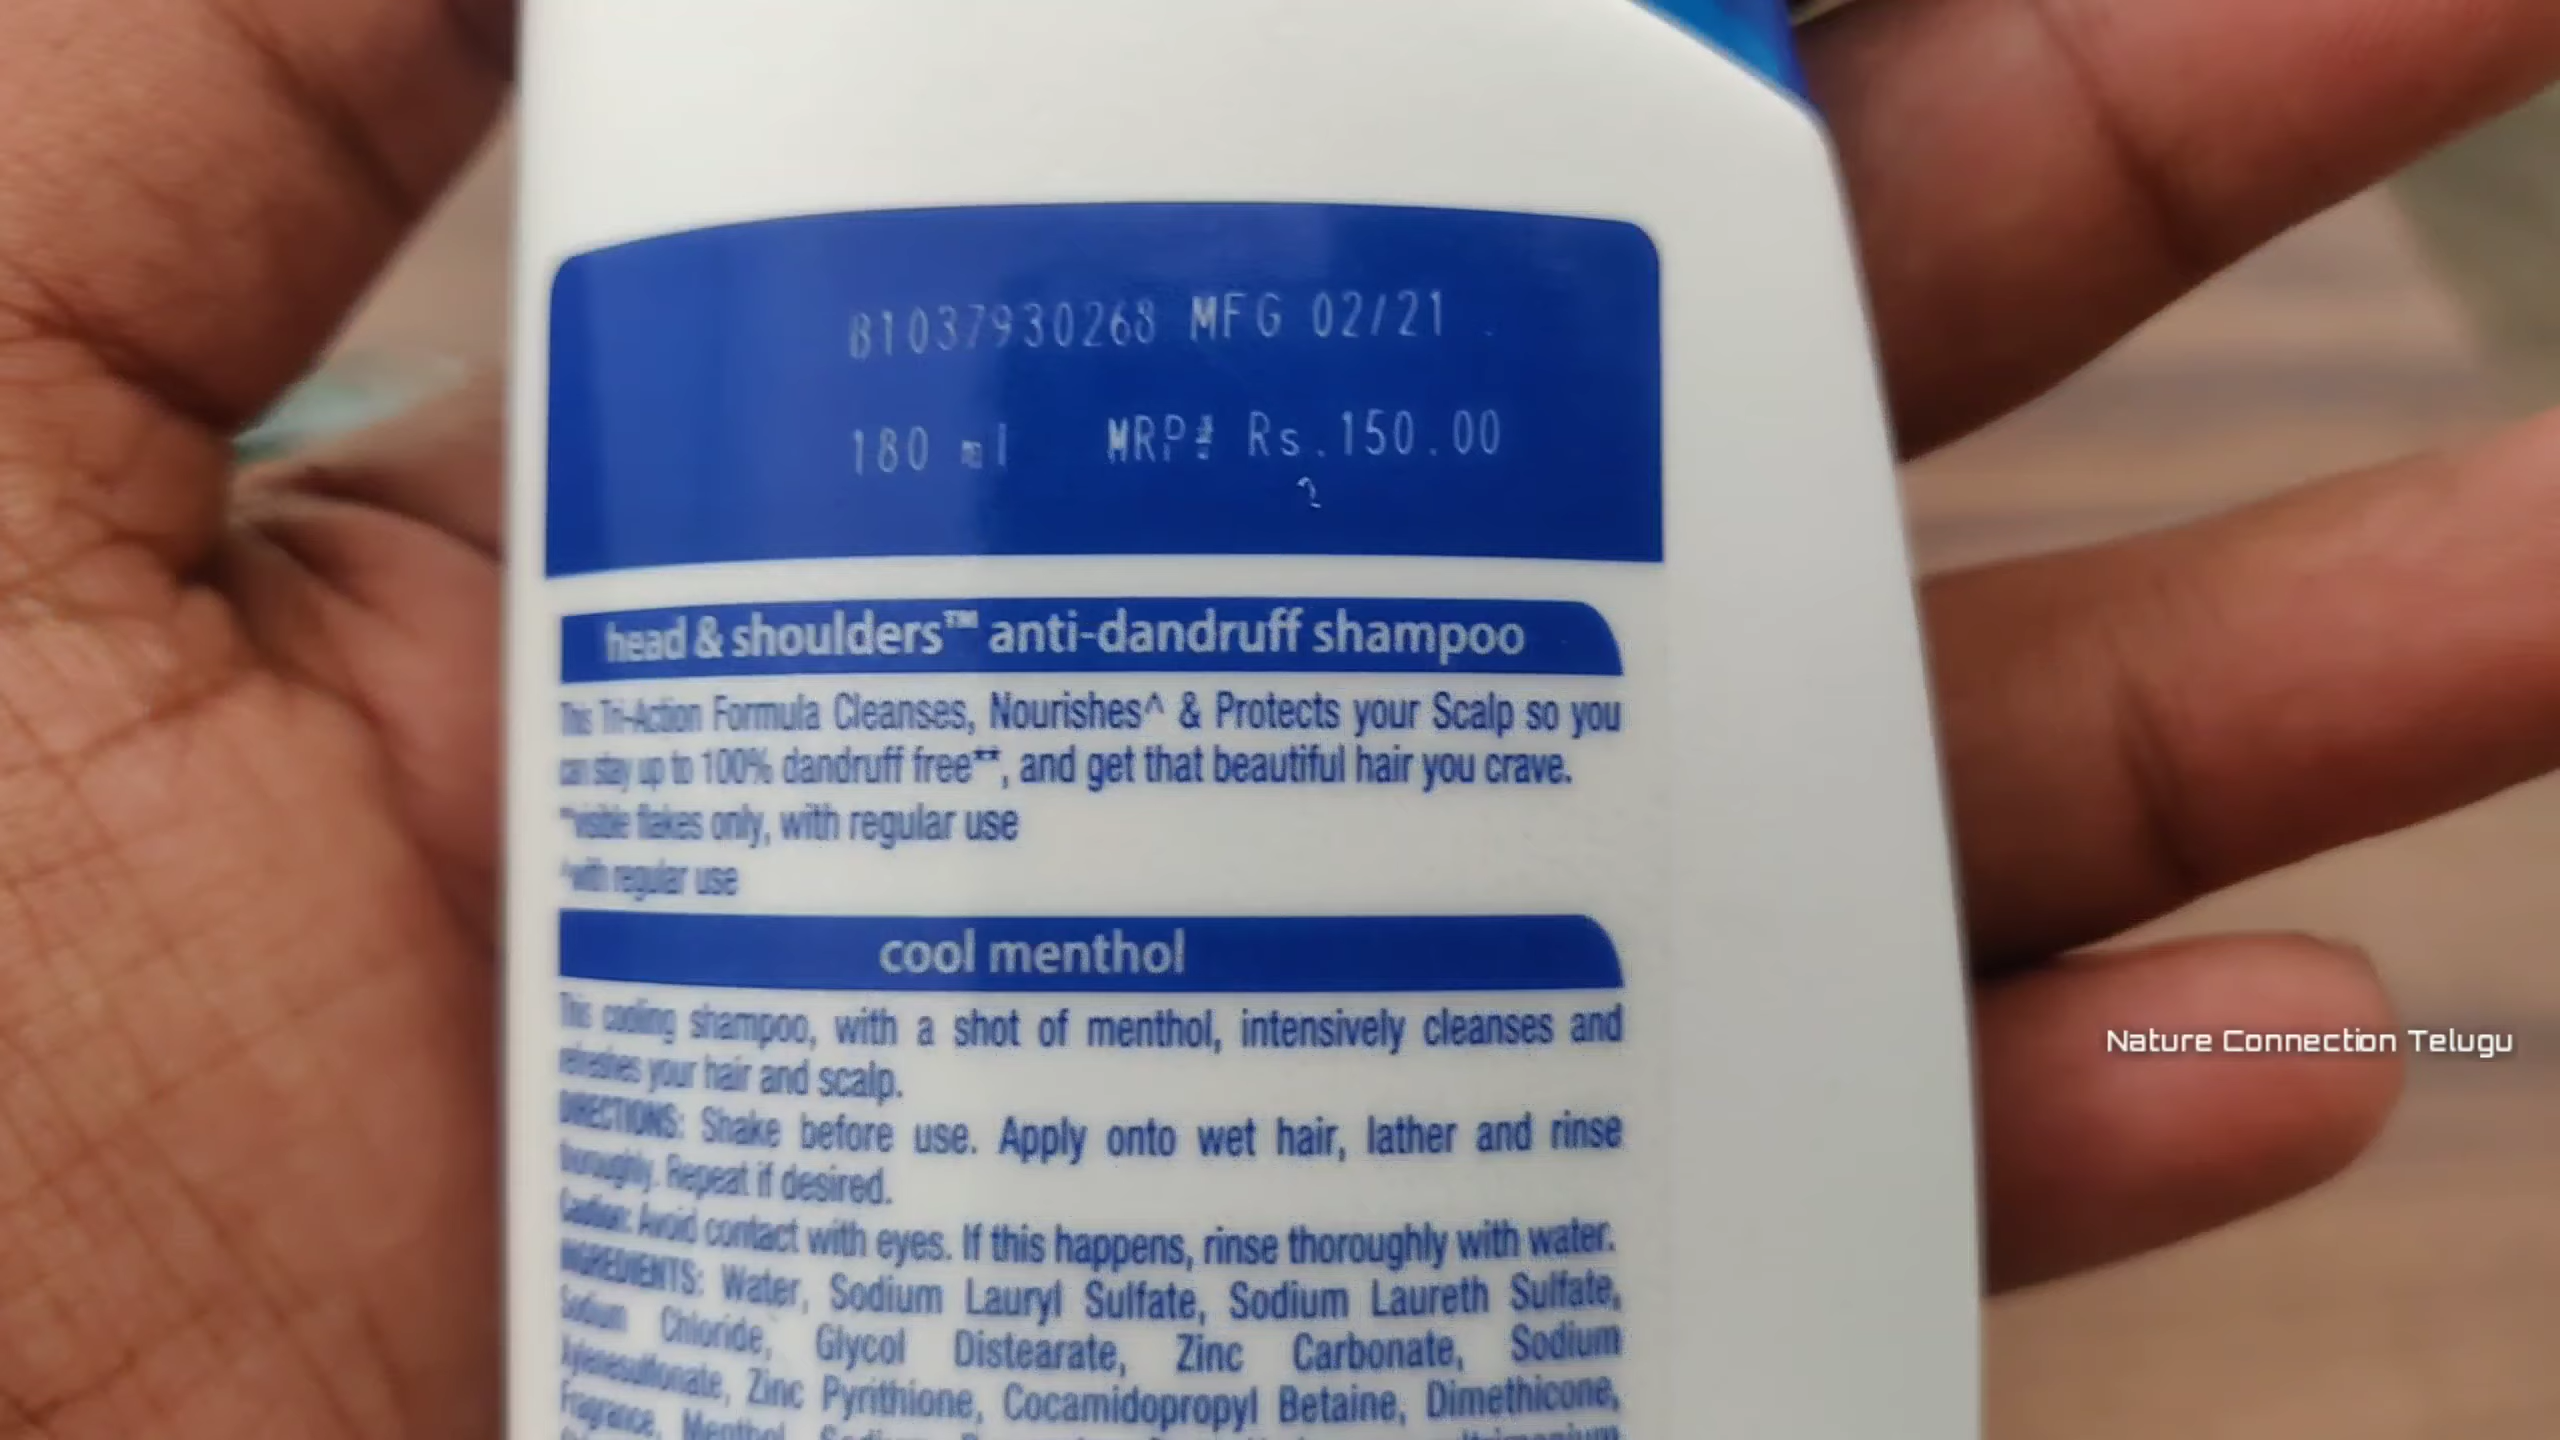 B1037930268 MFG 02/21
180 ml MRP# Rs.150.00
head & shoulders™ anti-dandruff shampoo
This Tri-Action Formula Cleanses, Nourishes^ & Protects your Scalp so you
can stay up to 100% dandruff free**, and get that beautiful hair you crave.
**visible flakes only, with regular use
^with regular use
cool menthol
This cooling shampoo, with a shot of menthol, intensively cleanses and
refreshes your hair and scalp.
DIRECTIONS: Shake before use. Apply onto wet hair, lather and rinse
thoroughly. Repeat if desired.
Caution: Avoid contact with eyes. If this happens, rinse thoroughly with water.
INGREDIENTS: Water, Sodium Lauryl Sulfate, Sodium Laureth Sulfate,
Sodium Chloride, Glycol Distearate, Zinc Carbonate, Sodium
Xylenesulfonate, Zinc Pyrithione, Cocamidopropyl Betaine, Dimethicone,
Fragrance, Menthol,
Nature Connection Telugu